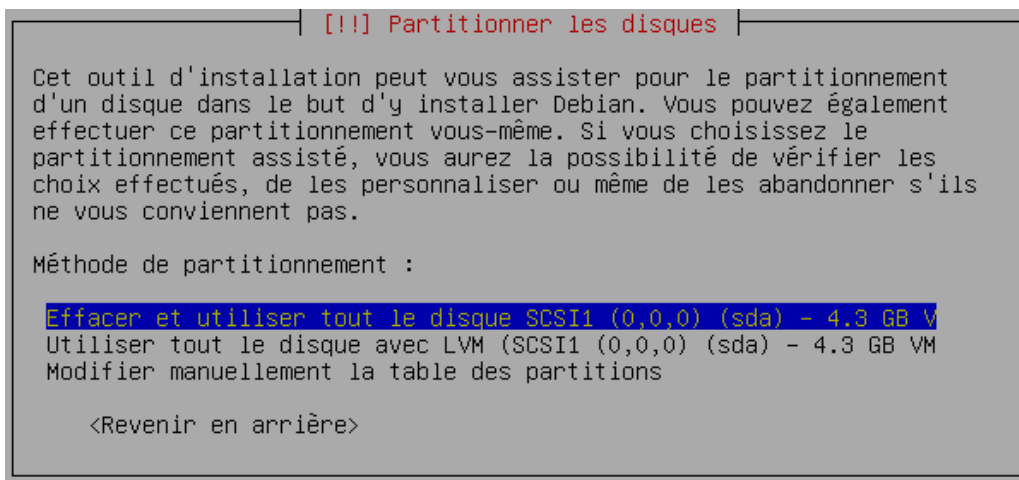 [!!] Partitionner les disques
Cet outil d'installation peut vous assister pour le partitionnement
d'un disque dans le but d'y installer Debian. Vous pouvez également
effectuer ce partitionnement vous-même. Si vous choisissez le
partitionnement assisté, vous aurez la possibilité de vérifier les
choix effectués, de les personnaliser ou même de les abandonner s'ils
ne vous conviennent pas.
Méthode de partitionnement :
Effacer et utiliser tout le disque SCSI1 (0,0,0) (sda) - 4.3 GB V
Utiliser tout le disque avec LVM (SCSI1 (0,0,0) (sda) - 4.3 GB VM
Modifier manuellement la table des partitions
<Revenir en arrière>